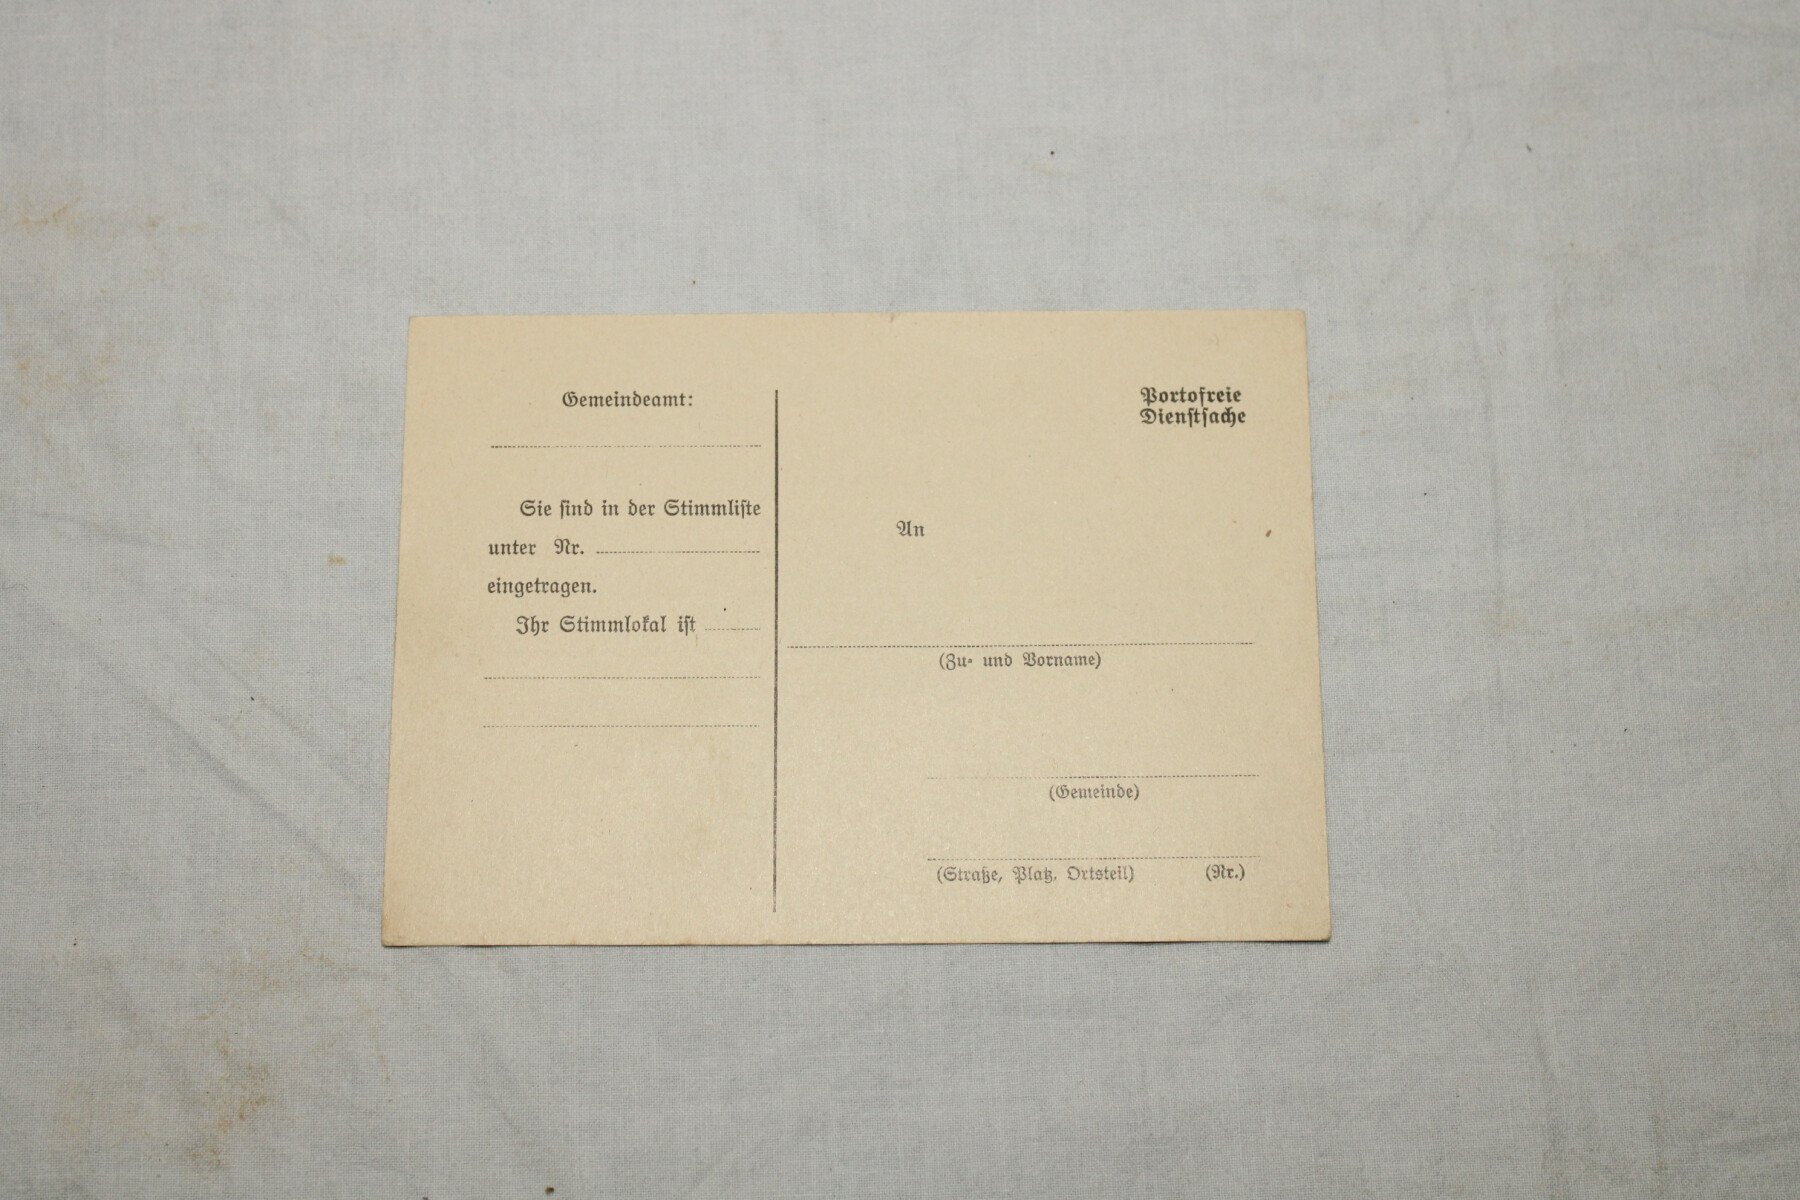 Gemeindeamt:
Sie sind in der Stimmliste
unter Nr.
eingetragen.
Ihr Stimmlokal ist
Portofreie
Dienstsache
An
(Zu- und Vorname)
(Gemeinde)
(Straße, Platz, Ortsteil) (Nr.)